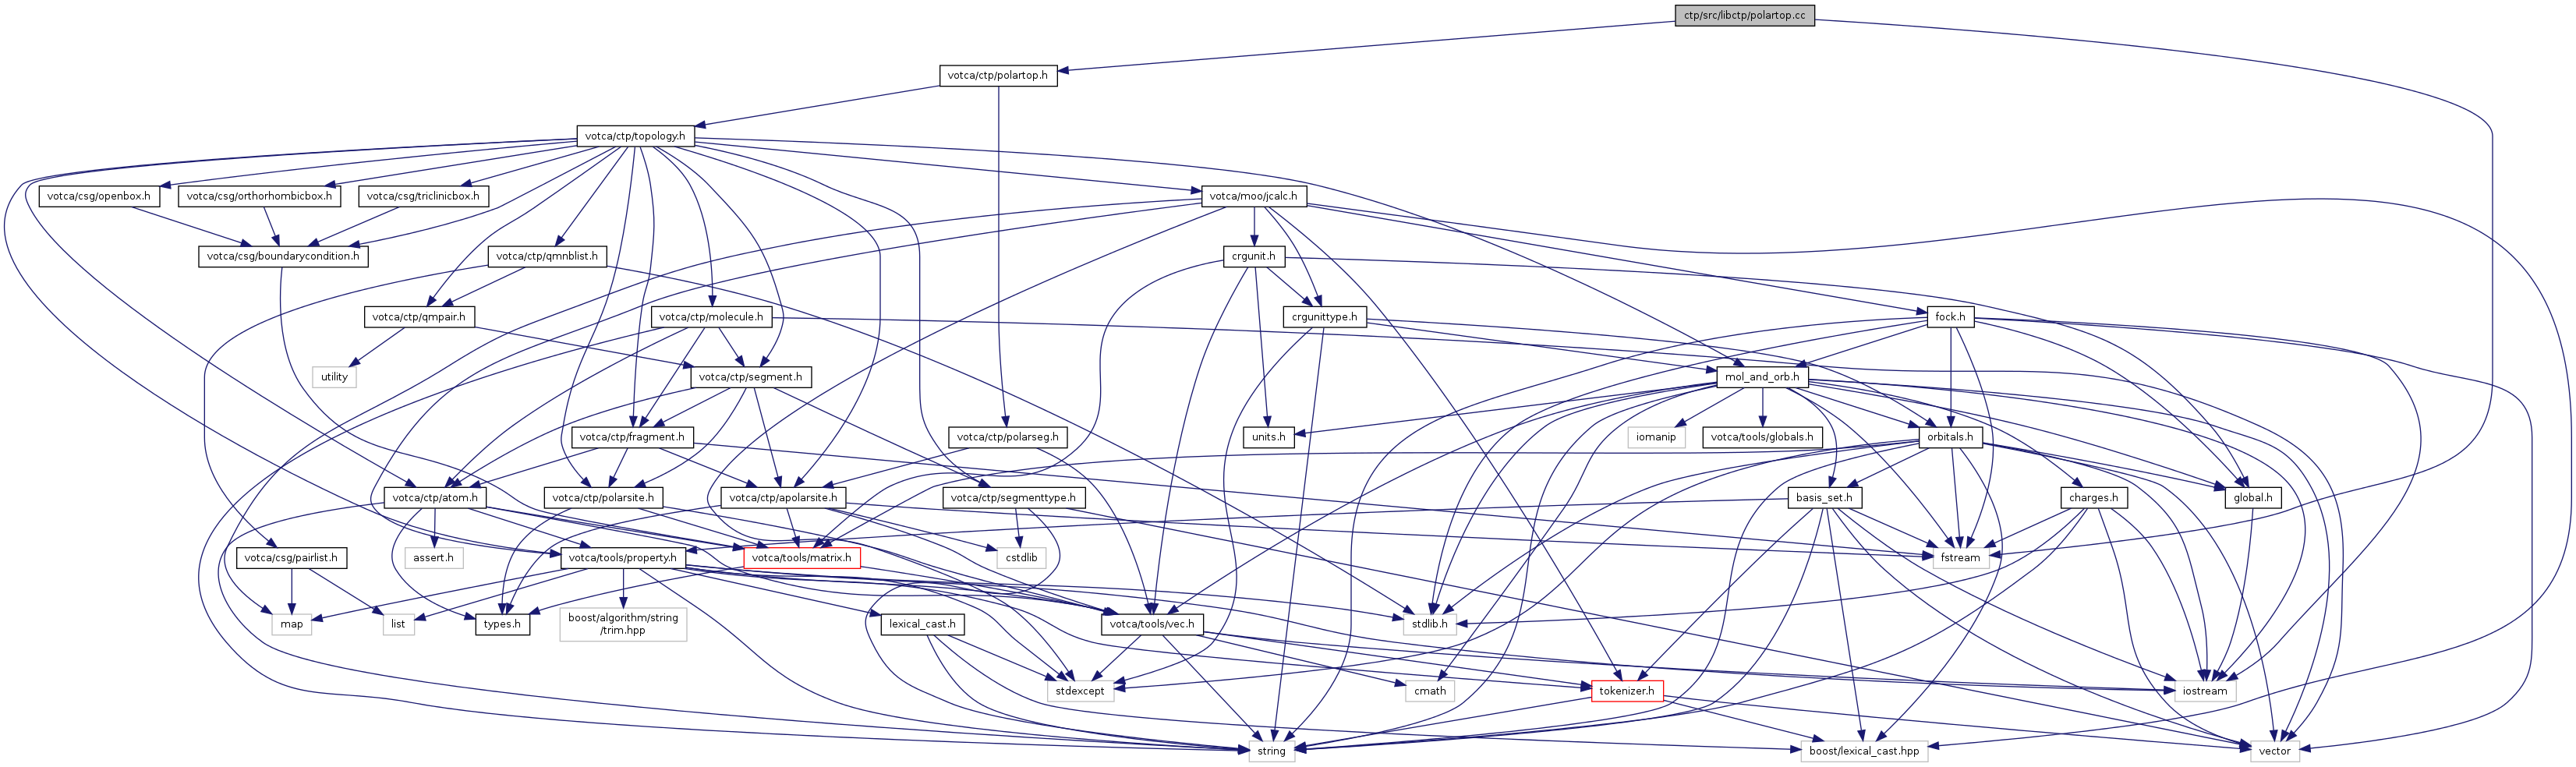 ctp/src/libctp/polartop.cc
votca/ctp/polartop.h
votca/ctp/topology.h
votca/csg/openbox.h
votca/csg/orthorhombicbox.h
votca/csg/triclinicbox.h
votca/moo/jcalc.h
votca/csg/boundarycondition.h
votca/ctp/qmnblist.h
crgunit.h
votca/ctp/qmpair.h
votca/ctp/molecule.h
crgunittype.h
fock.h
utility
votca/ctp/segment.h
mol_and_orb.h
votca/ctp/fragment.h
votca/ctp/polarseg.h
units.h
iomanip
votca/tools/globals.h
orbitals.h
votca/ctp/atom.h
votca/ctp/polarsite.h
votca/ctp/apolarsite.h
votca/ctp/segmenttype.h
basis_set.h
charges.h
global.h
votca/csg/pairlist.h
assert.h
votca/tools/property.h
votca/tools/matrix.h
cstdlib
fstream
map
list
types.h
boost/algorithm/string
/trim.hpp
lexical_cast.h
votca/tools/vec.h
stdlib.h
stdexcept
cmath
tokenizer.h
iostream
string
boost/lexical_cast.hpp
vector